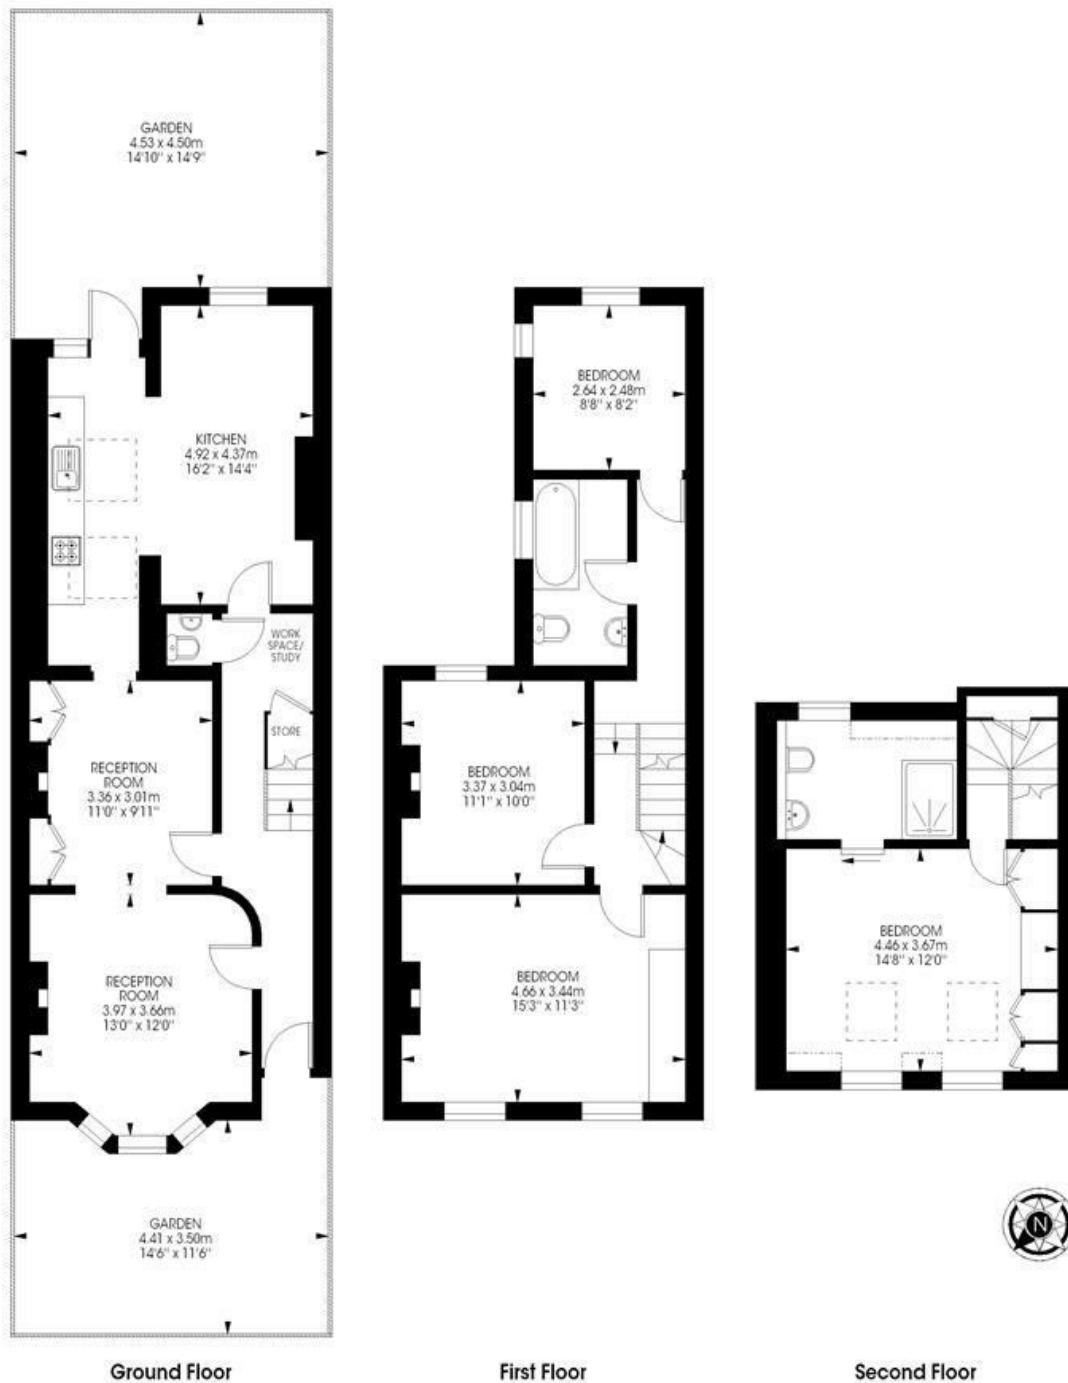 GARDEN
4.53 x 4.50m
14'10" x 14'9"
KITCHEN
4.92 x 4.37m
16'2" x 14'4"
WORK
SPACE/
STUDY
STORE
RECEPTION
ROOM
3.36 x 3.01m
11'0" x 9'11"
RECEPTION
ROOM
3.97 x 3.66m
13'0" x 12'0"
GARDEN
4.41 x 3.50m
14'6" x 11'6"
Ground Floor
BEDROOM
2.64 x 2.48m
8'8" x 8'2"
BEDROOM
3.37 x 3.04m
11'1" x 10'0"
BEDROOM
4.66 x 3.44m
15'3" x 11'3"
First Floor
BEDROOM
4.46 x 3.67m
14'8" x 12'0"
N
Second Floor